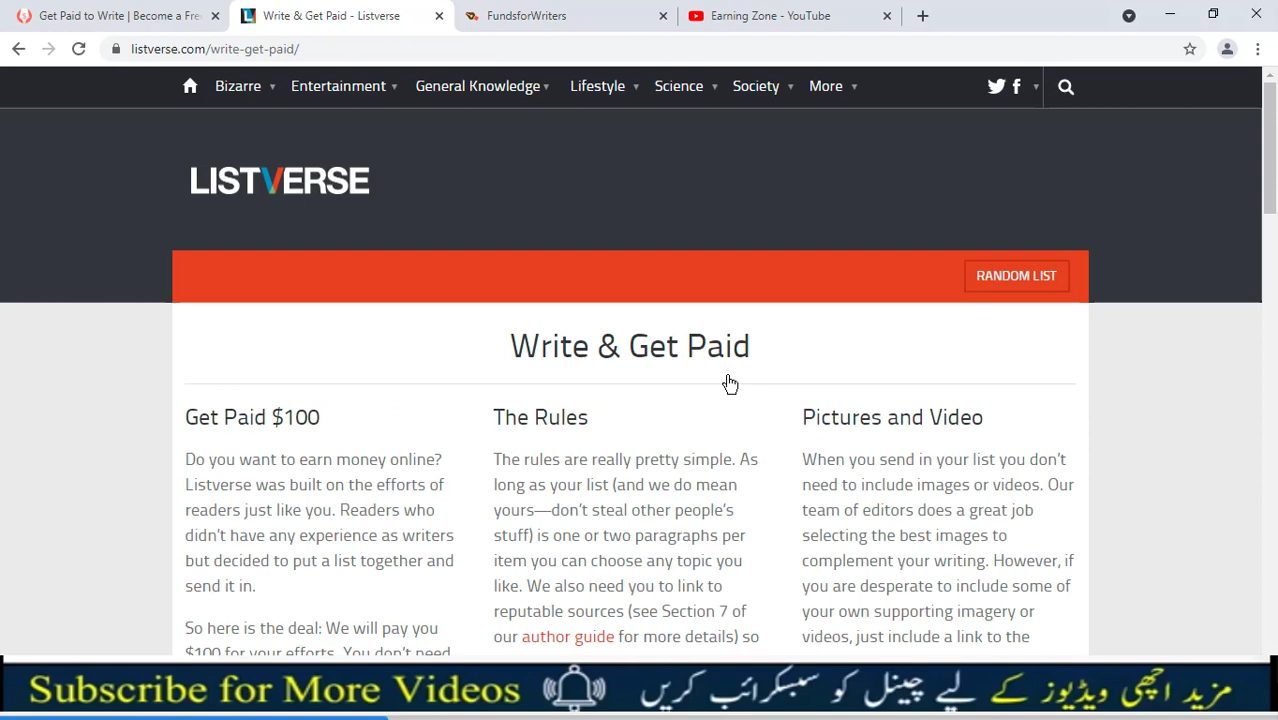 Get Paid to Write | Become a Free
Write & Get Paid - Listverse
FundsforWriters
Earning Zone - YouTube
listverse.com/write-get-paid/
Bizarre
Entertainment
General Knowledge
Lifestyle
Science
Society
More
LISTVERSE
RANDOM LIST
Write & Get Paid
Get Paid $100
Do you want to earn money online?
Listverse was built on the efforts of
readers just like you. Readers who
didn't have any experience as writers
but decided to put a list together and
send it in.
So here is the deal: We will pay you
$100 for your efforts. You don't need
The Rules
The rules are really pretty simple. As
long as your list (and we do mean
yours—don't steal other people's
stuff) is one or two paragraphs per
item you can choose any topic you
like. We also need you to link to
reputable sources (see Section 7 of
our author guide for more details) so
Pictures and Video
When you send in your list you don't
need to include images or videos. Our
team of editors does a great job
selecting the best images to
complement your writing. However, if
you are desperate to include some of
your own supporting imagery or
videos, just include a link to the
Subscribe for More Videos
مزید اچھی ویڈیوز کے لیے چینل کو سبسکرائب کریں